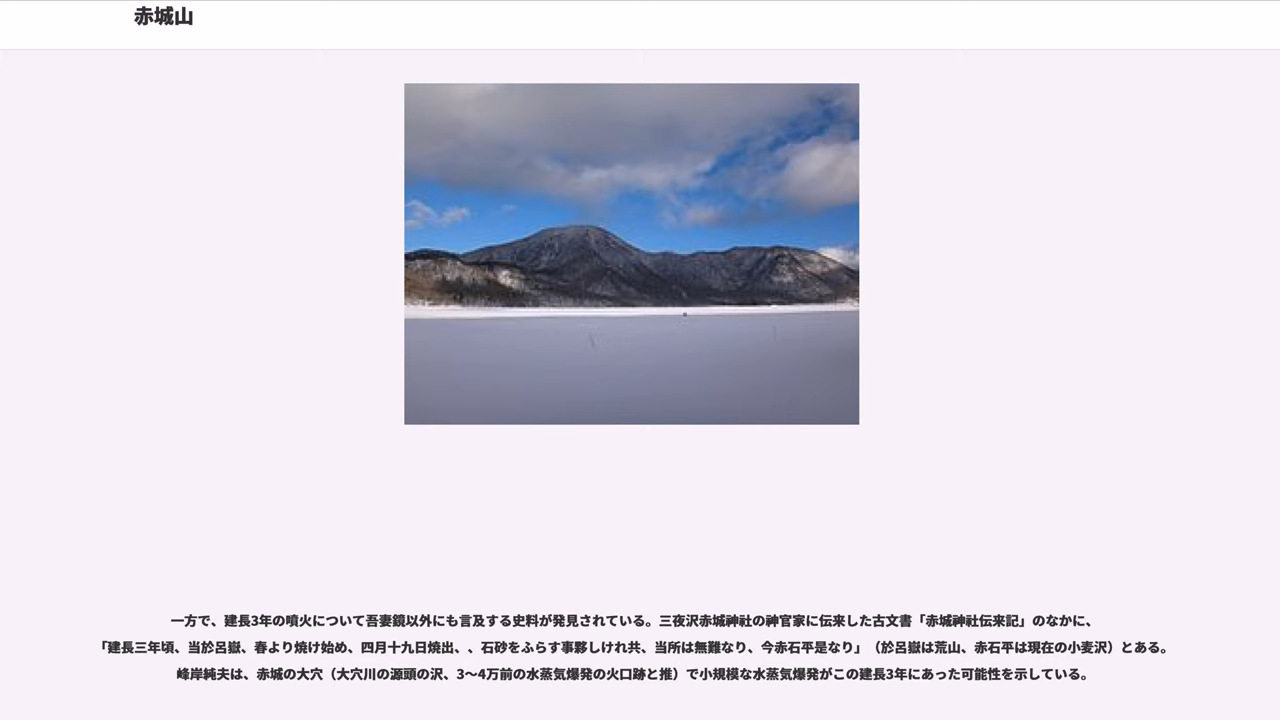 赤城山
一方で、建長3年の噴火について吾妻鏡以外にも言及する史料が発見されている。三夜沢赤城神社の神官家に伝来した古文書「赤城神社伝来記」のなかに、
「建長三年頃、当於呂嶽、春より焼け始め、四月十九日焼出、、石砂をふらす事夥しけれ共、当所は無難なり、今赤石平是なり」（於呂嶽は荒山、赤石平は現在の小麦沢）とある。
峰岸純夫は、赤城の大穴（大穴川の源頭の沢、3〜4万前の水蒸気爆発の火口跡と推）で小規模な水蒸気爆発がこの建長3年にあった可能性を示している。